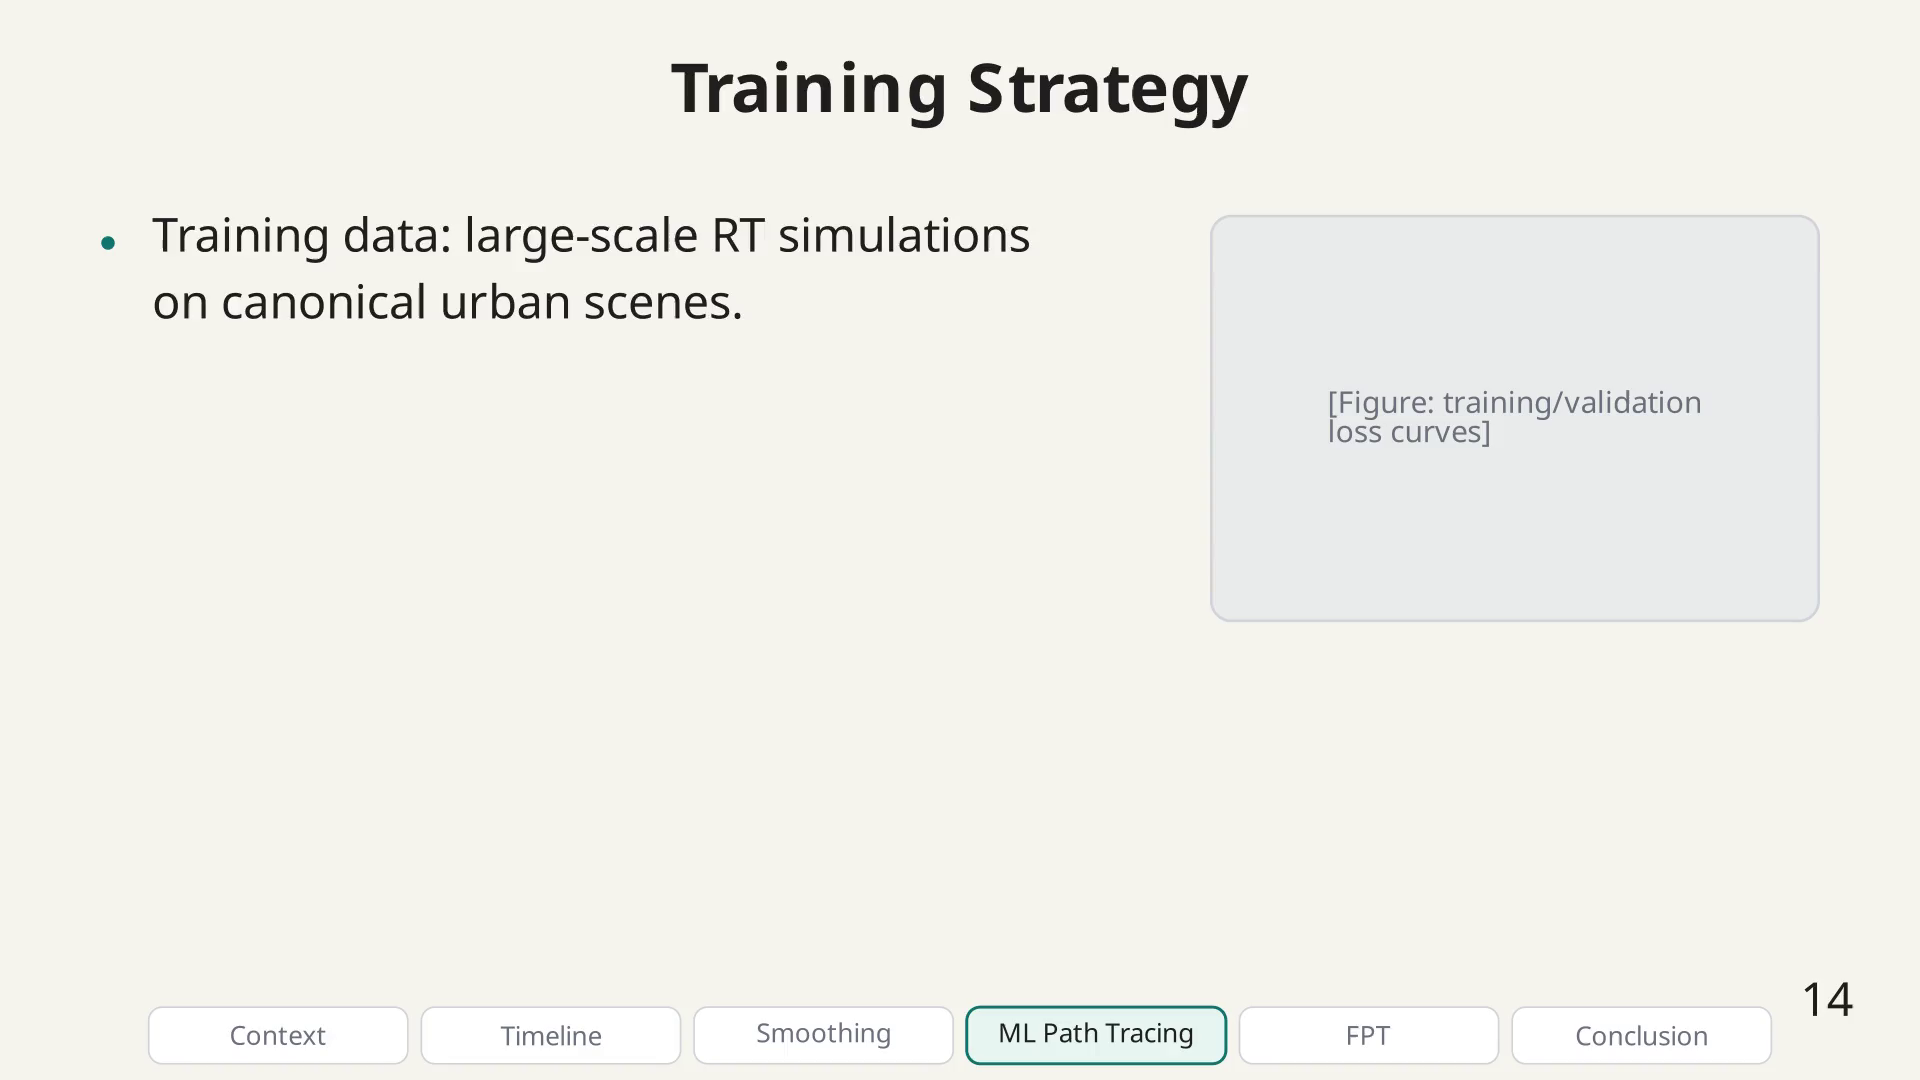 Training Strategy
Training data: large-scale RT simulations
on canonical urban scenes.
[Figure: training/validation
loss curves]
Context
Timeline
Smoothing
ML Path Tracing
FPT
Conclusion
14